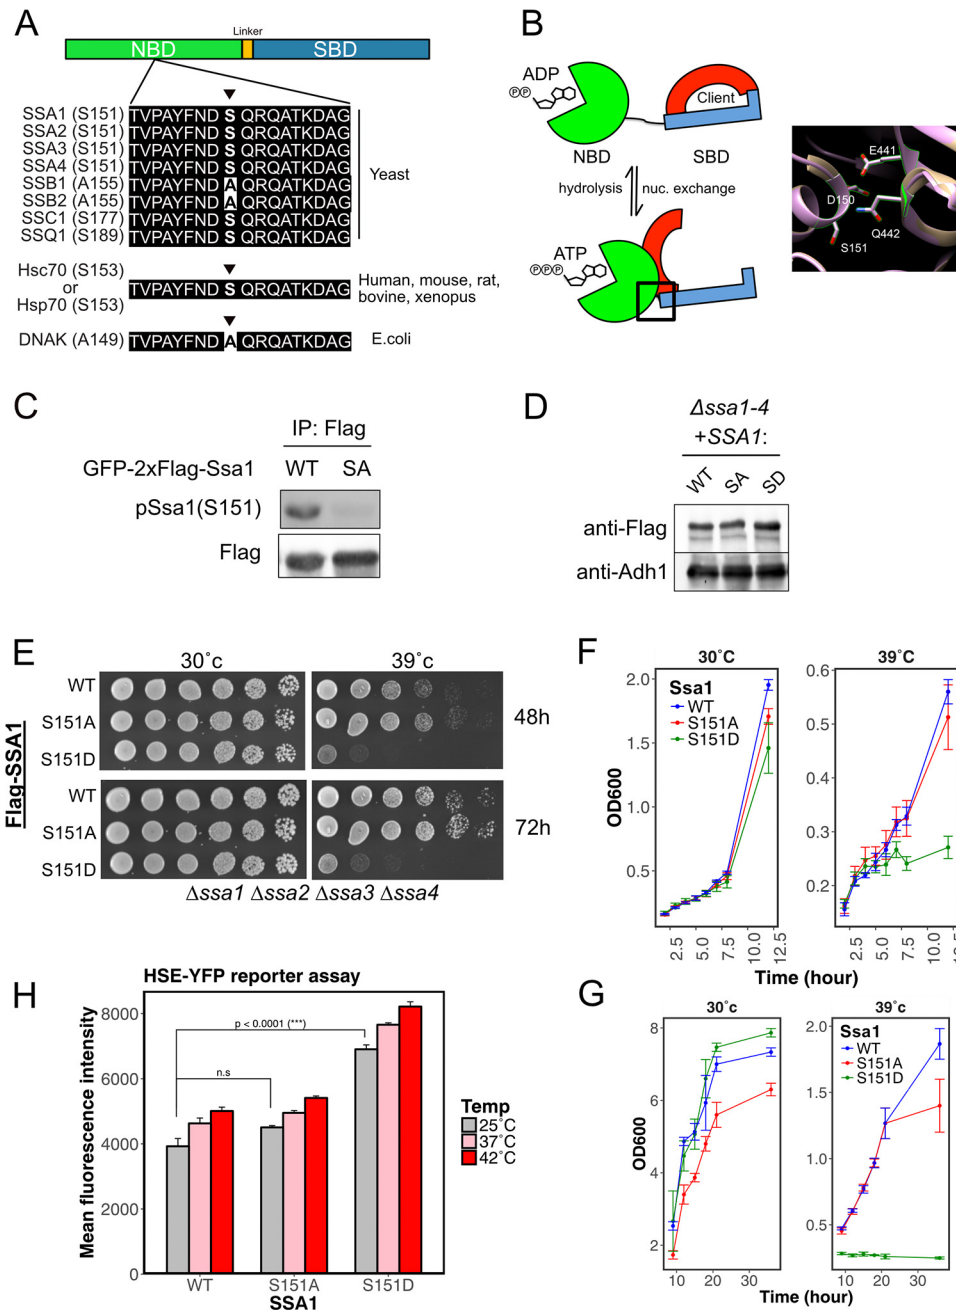 A
Linker
NBD
SBD
SSA1 (S151) TVPAYFND S QRQATKDAG
SSA2 (S151) TVPAYFND S QRQATKDAG
SSA3 (S151) TVPAYFND S QRQATKDAG
SSA4 (S151) TVPAYFND S QRQATKDAG
SSB1 (A155) TVPAYFND A QRQATKDAG
SSB2 (A155) TVPAYFND A QRQATKDAG
SSC1 (S177) TVPAYFND S QRQATKDAG
SSQ1 (S189) TVPAYFND S QRQATKDAG
Yeast
Hsc70 (S153)
or
Hsp70 (S153)
TVPAYFND S QRQATKDAG
Human, mouse, rat,
bovine, xenopus
DNAK (A149) TVPAYFND A QRQATKDAG
E.coli
B
ADP
P P
Client
NBD
SBD
hydrolysis
nuc. exchange
ATP
P P P
E441
D150
Q442
S151
C
IP: Flag
GFP-2xFlag-Ssa1
WT
SA
pSsa1(S151)
Flag
D
Δssa1-4
+SSA1:
WT
SA
SD
anti-Flag
anti-Adh1
E
30˚c
39˚c
Flag-SSA1
WT
S151A
S151D
48h
WT
S151A
S151D
72h
Δssa1 Δssa2 Δssa3 Δssa4
F
30˚C
39˚C
Ssa1
WT
S151A
S151D
OD600
2.0
1.5
1.0
0.5
2.5
5.0
7.5
10.0
12.5
0.6
0.5
0.4
0.3
0.2
2.5
5.0
7.5
10.0
12.5
Time (hour)
G
30˚c
39˚c
Ssa1
WT
S151A
S151D
OD600
8
6
4
2
10
20
30
2.0
1.5
1.0
0.5
10
20
30
Time (hour)
H
HSE-YFP reporter assay
Mean fluorescence intensity
8000
6000
4000
2000
0
p < 0.0001 (***)
n.s
WT
S151A
S151D
SSA1
Temp
25˚C
37˚C
42˚C